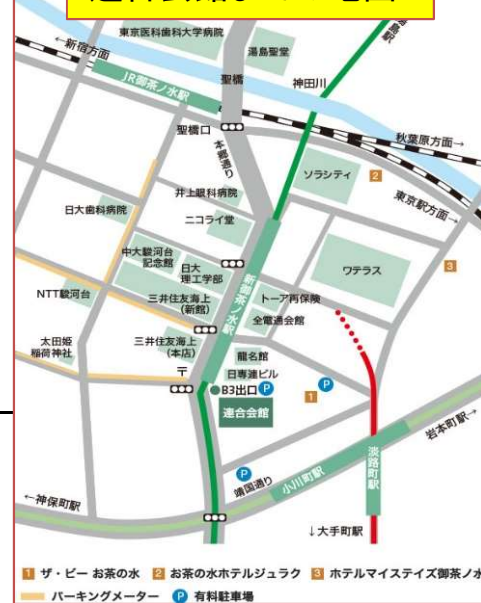 東京医科歯科大学病院
湯島聖堂
←新宿方面
JR御茶ノ水駅
聖橋
神田川
聖橋口
本郷通り
秋葉原方面→
ソラシティ
2
東京駅方面→
井上眼科病院
日大歯科病院
ニコライ堂
3
中大駿河台
記念館
日大
理工学部
ワテラス
新御茶ノ水駅
NTT駿河台
三井住友海上
(新館)
トーア再保険
全電通会館
太田姫
稲荷神社
三井住友海上
(本店)
龍名館
〒
日専連ビル
B3出口 P
P
1
連合会館
淡路町駅
岩本町駅→
P
小川町駅
靖国通り
←神保町駅
↓大手町駅
1 ザ・ビー お茶の水 2 お茶の水ホテルジュラク 3 ホテルマイステイズ御茶ノ水
パーキングメーター P 有料駐車場